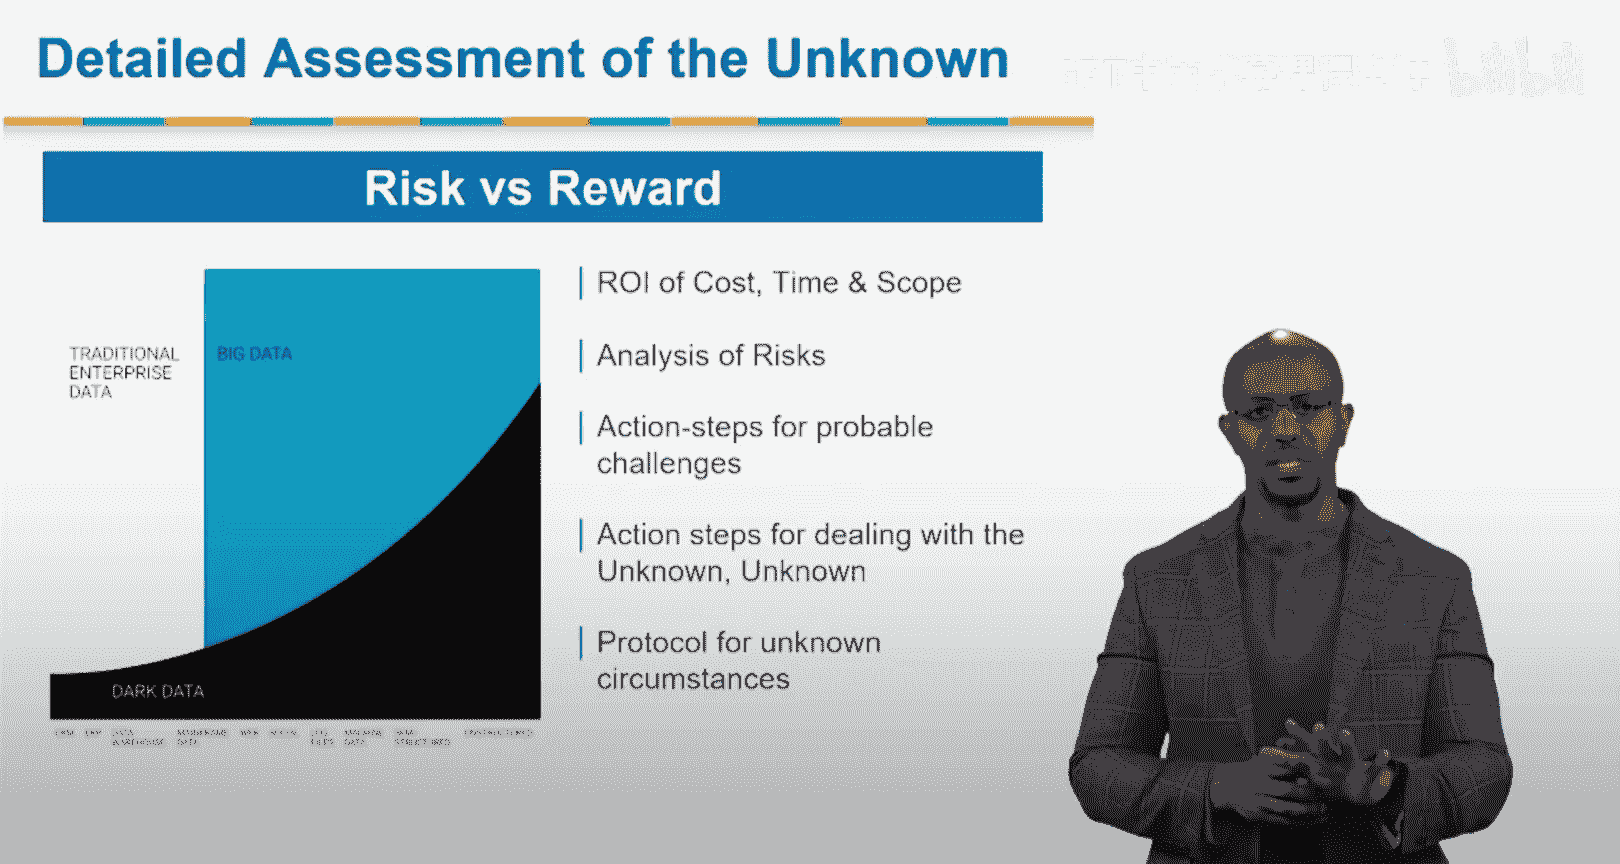 Detailed Assessment of the Unknown
bilibili
Risk vs Reward
TRADITIONAL
ENTERPRISE
DATA
BIG DATA
DARK DATA
ROI of Cost, Time & Scope
Analysis of Risks
Action-steps for probable
challenges
Action steps for dealing with the
Unknown, Unknown
Protocol for unknown
circumstances